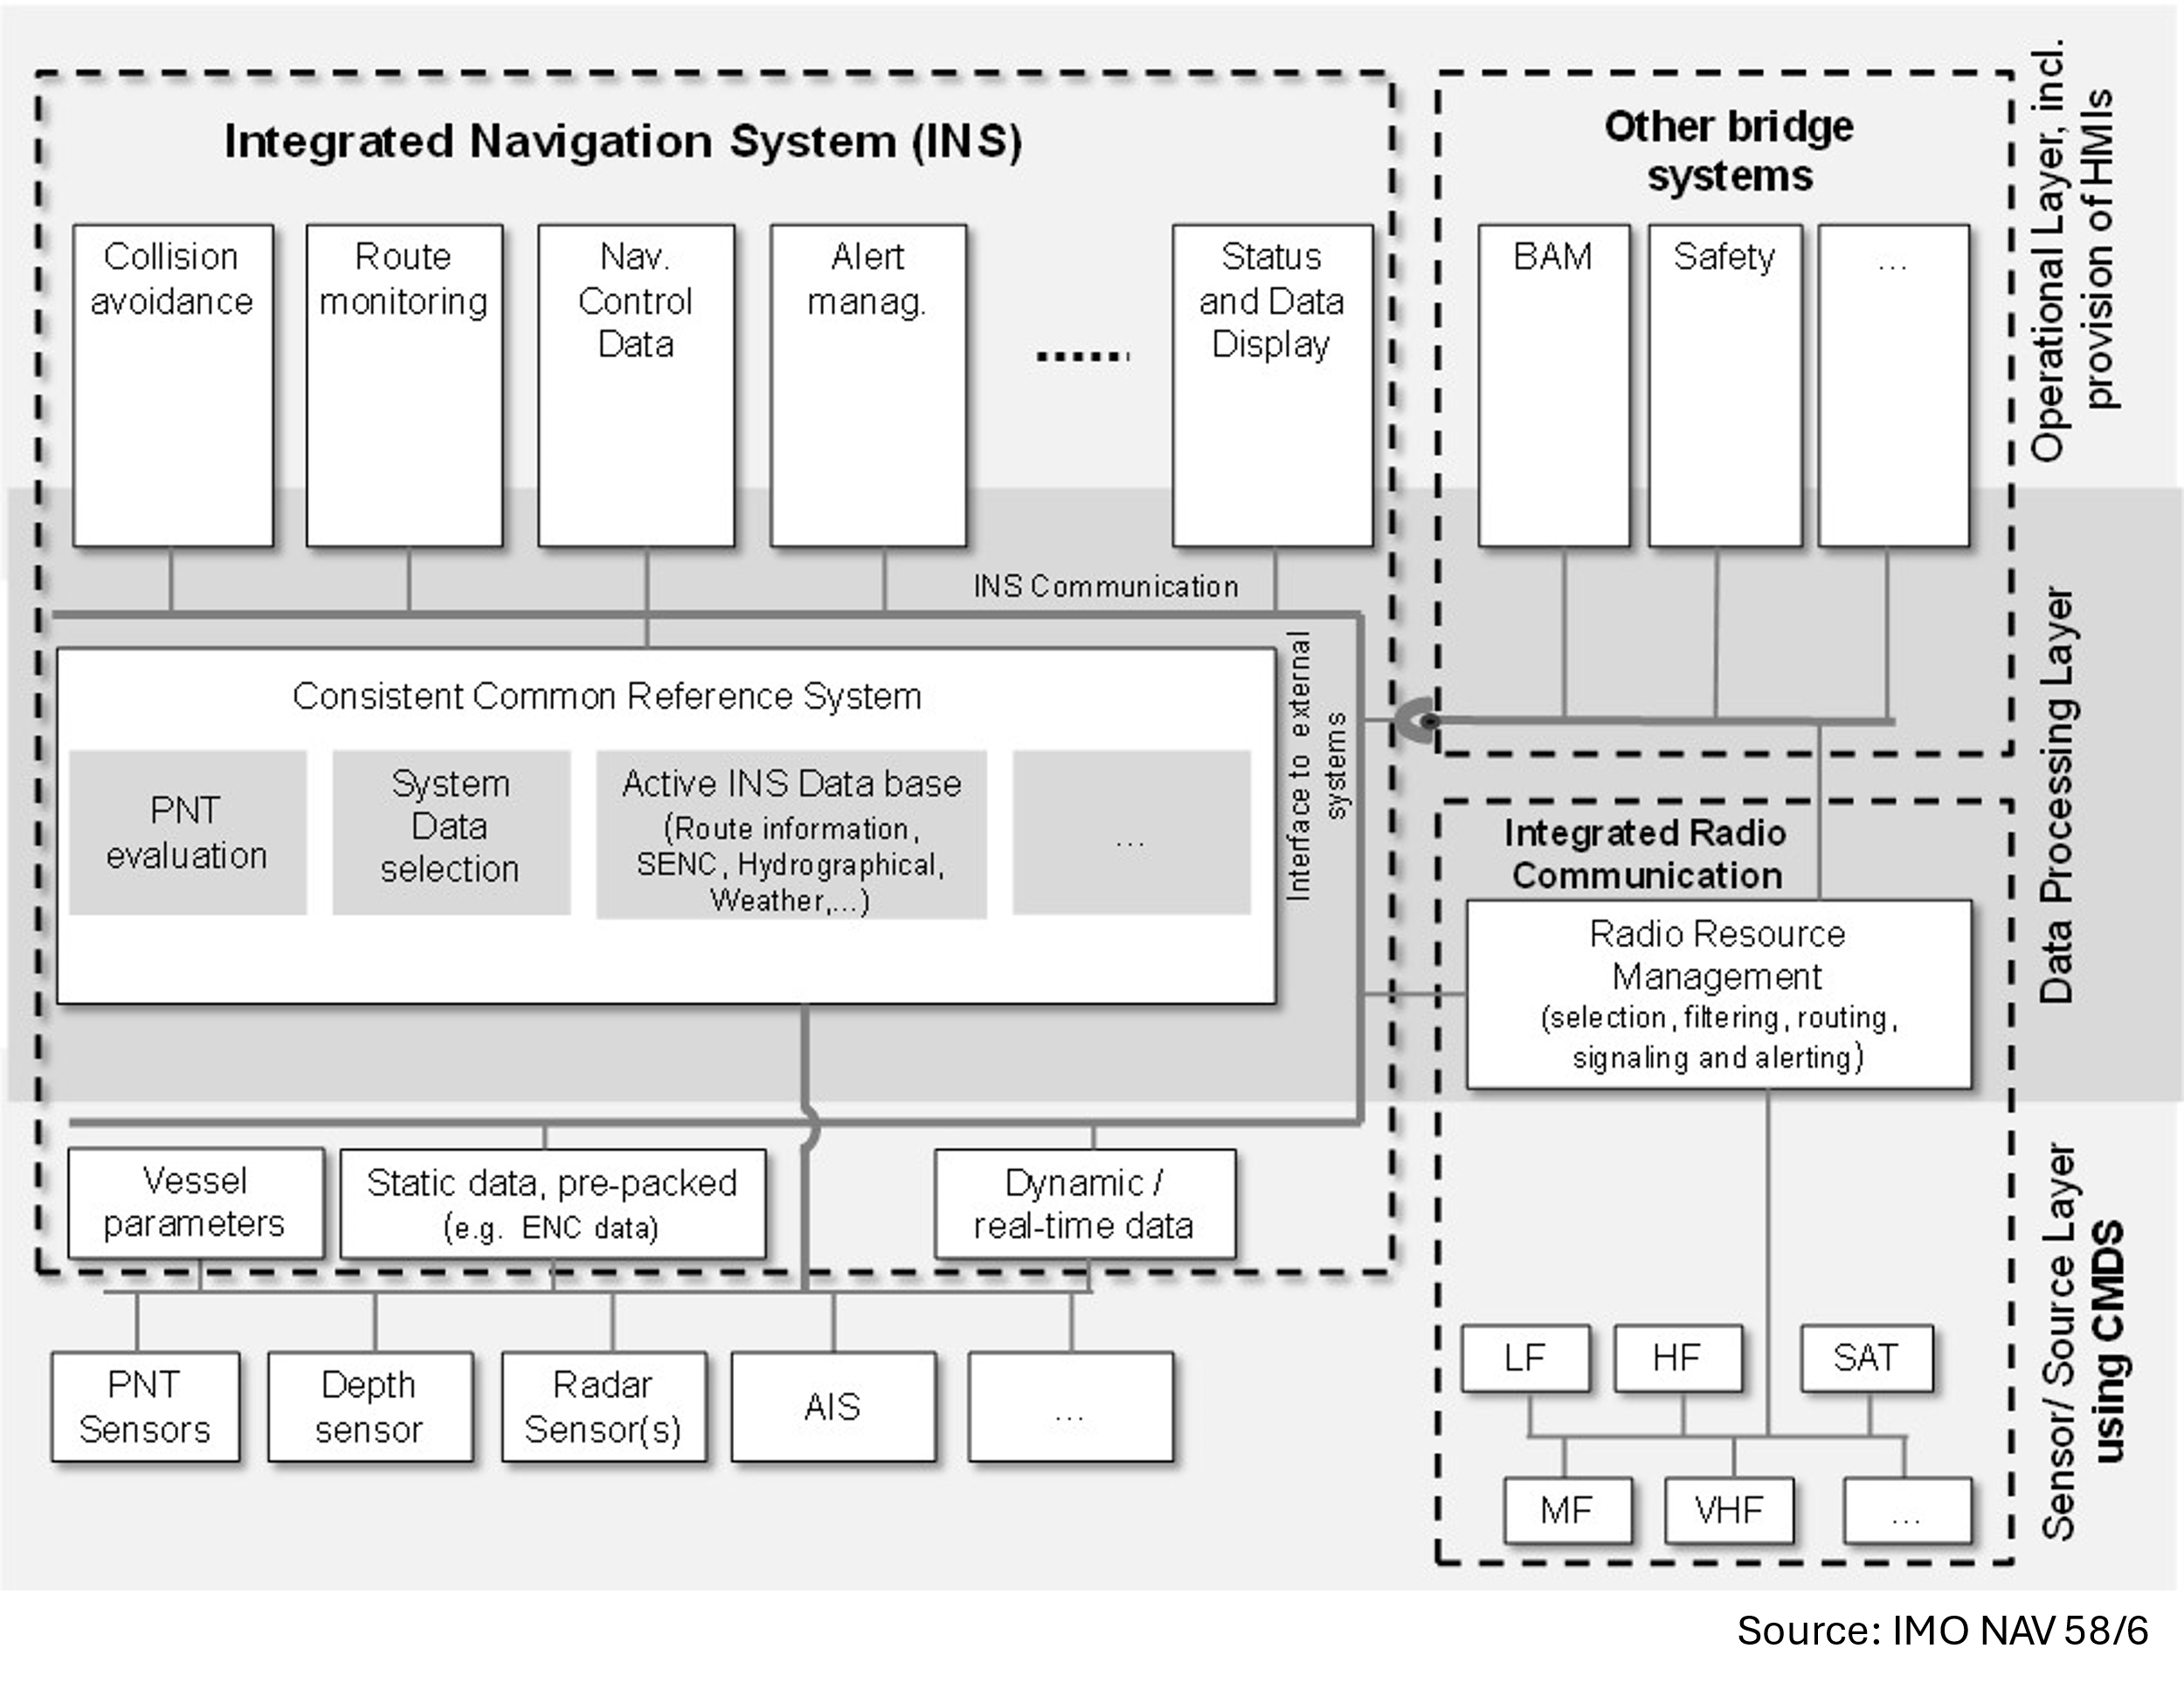 Integrated Navigation System (INS)
Collision
avoidance
Route
monitoring
Nav.
Control
Data
Alert
manag.
......
Status
and Data
Display
Other bridge
systems
BAM
Safety
...
Operational Layer, incl.
provision of HMIs
INS Communication
Interface to external
systems
Consistent Common Reference System
PNT
evaluation
System
Data
selection
Active INS Data base
(Route information,
SENC, Hydrographical,
Weather,...)
...
Data Processing Layer
Integrated Radio
Communication
Radio Resource
Management
(selection, filtering, routing,
signaling and alerting)
Vessel
parameters
Static data, pre-packed
(e.g. ENC data)
Dynamic /
real-time data
PNT
Sensors
Depth
sensor
Radar
Sensor(s)
AIS
...
LF
HF
SAT
MF
VHF
...
Sensor/ Source Layer
using CMDS
Source: IMO NAV 58/6